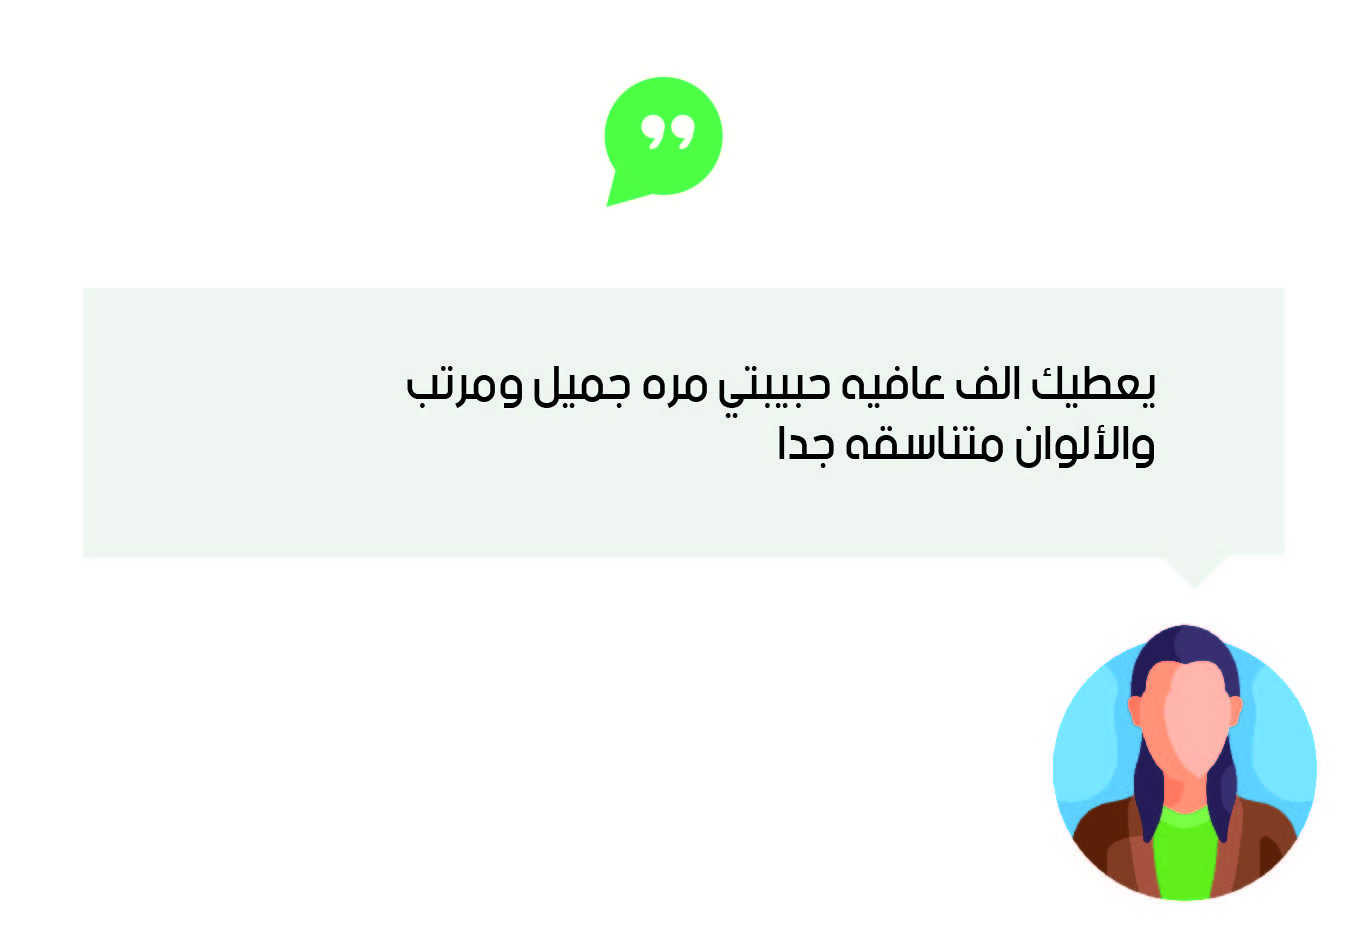 يعطيك الف عافيه حبيبتي مره جميل ومرتب
والألوان متناسقه جدا